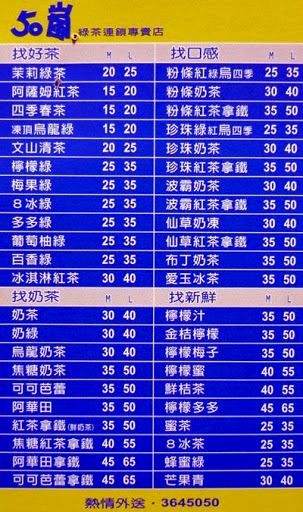 50嵐 綠茶連鎖專賣店
找好茶 M L
茉莉綠茶 20 25
阿薩姆紅茶 15 20
四季春茶 15 20
凍頂烏龍綠 15 20
文山清茶 20 25
檸檬綠 25 35
梅果綠 25 35
8冰綠 25 35
多多綠 25 35
葡萄柚綠 25 35
百香綠 25 35
冰淇淋紅茶 30 40
找奶茶 M L
奶茶 30 40
奶綠 30 40
烏龍奶茶 30 40
焦糖奶茶 35 50
可可芭蕾 35 50
阿華田 35 50
紅茶拿鐵(鮮奶茶) 35 50
焦糖紅茶拿鐵 40 55
阿華田拿鐵 45 65
可可芭蕾拿鐵 45 65
找口感 M L
粉條紅綠烏四季 25 35
粉條奶茶 30 40
粉條紅茶拿鐵 35 50
珍珠綠紅烏四季 25 35
珍珠奶茶 30 40
珍珠紅茶拿鐵 35 50
波霸奶茶 30 40
波霸紅茶拿鐵 35 50
仙草奶凍 30 40
仙草紅茶拿鐵 35 50
布丁奶茶 35 50
愛玉冰茶 35 50
找新鮮 M L
檸檬汁 35 50
金桔檸檬 35 50
檸檬梅子 35 50
檸檬蜜 40 55
鮮桔茶 40 55
檸檬多多 45 65
蜜茶 25 35
8冰茶 25 35
蜂蜜綠 25 35
芒果青 30 40
熱情外送・3645050